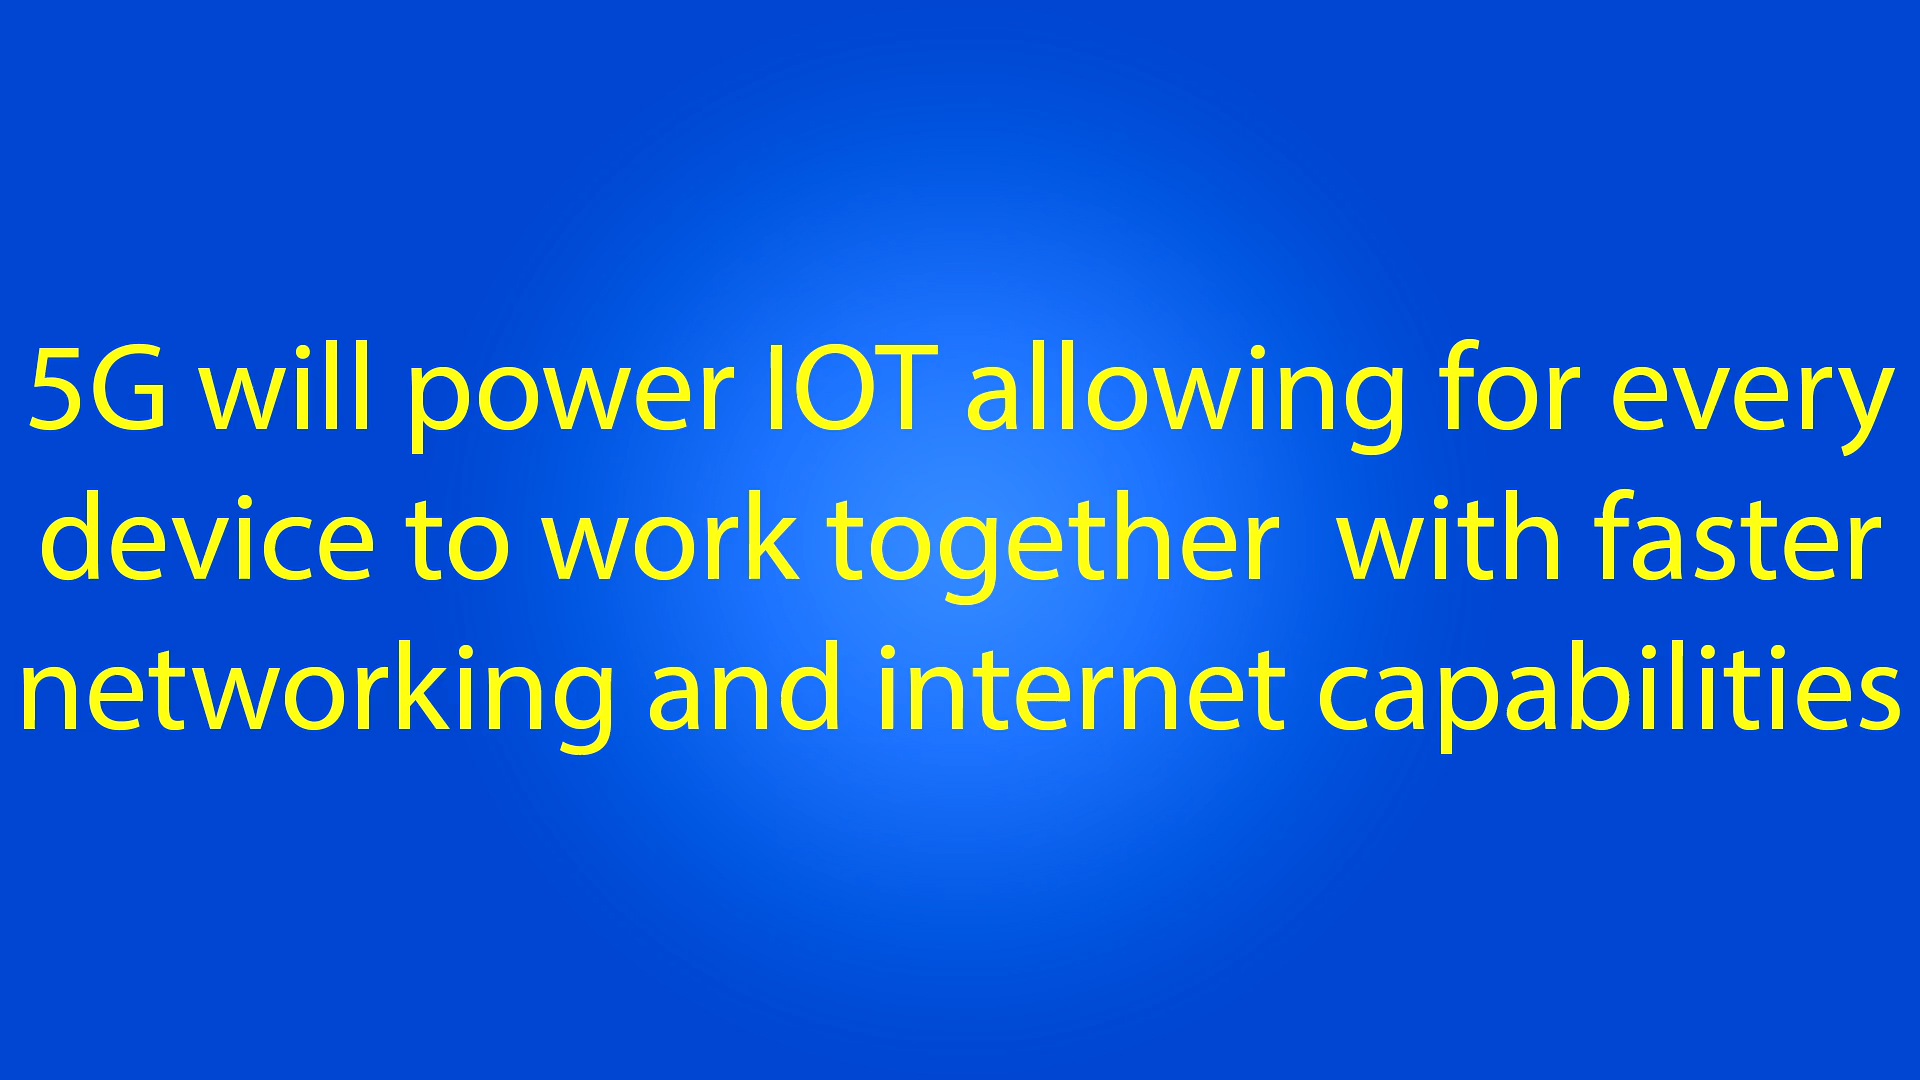 5G will power IOT allowing for every
device to work together  with faster
networking and internet capabilities